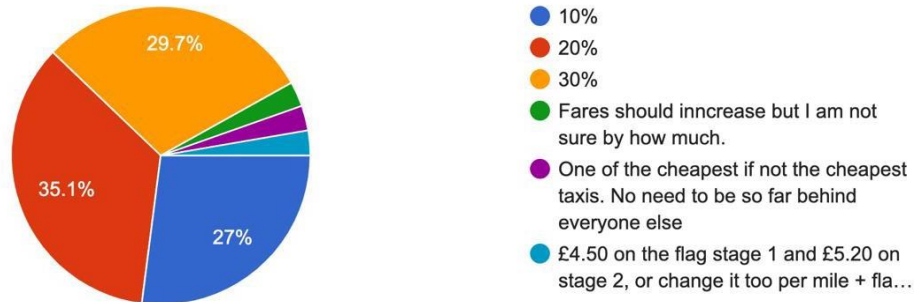 29.7%
35.1%
27%
10%
20%
30%
Fares should inncrease but I am not
sure by how much.
One of the cheapest if not the cheapest
taxis. No need to be so far behind
everyone else
£4.50 on the flag stage 1 and £5.20 on
stage 2, or change it too per mile + fla...